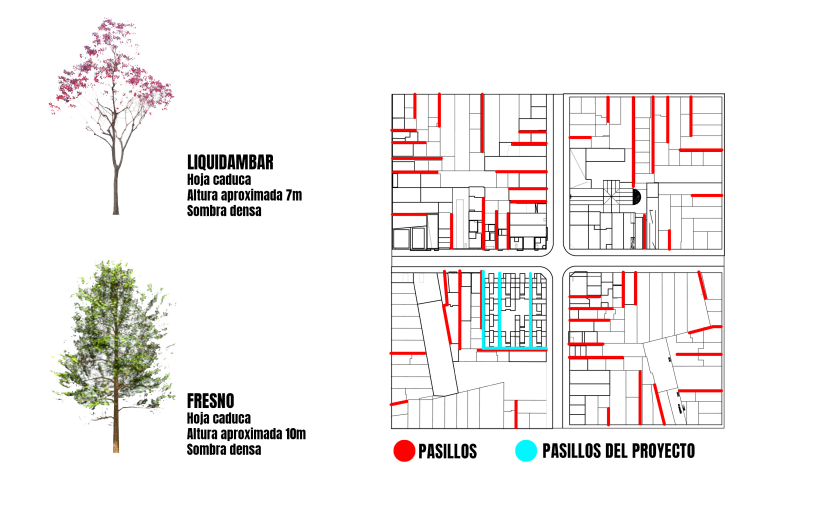 LIQUIDAMBAR
Hoja caduca
Altura aproximada 7m
Sombra densa
FRESNO
Hoja caduca
Altura aproximada 10m
Sombra densa
PASILLOS
PASILLOS DEL PROYECTO